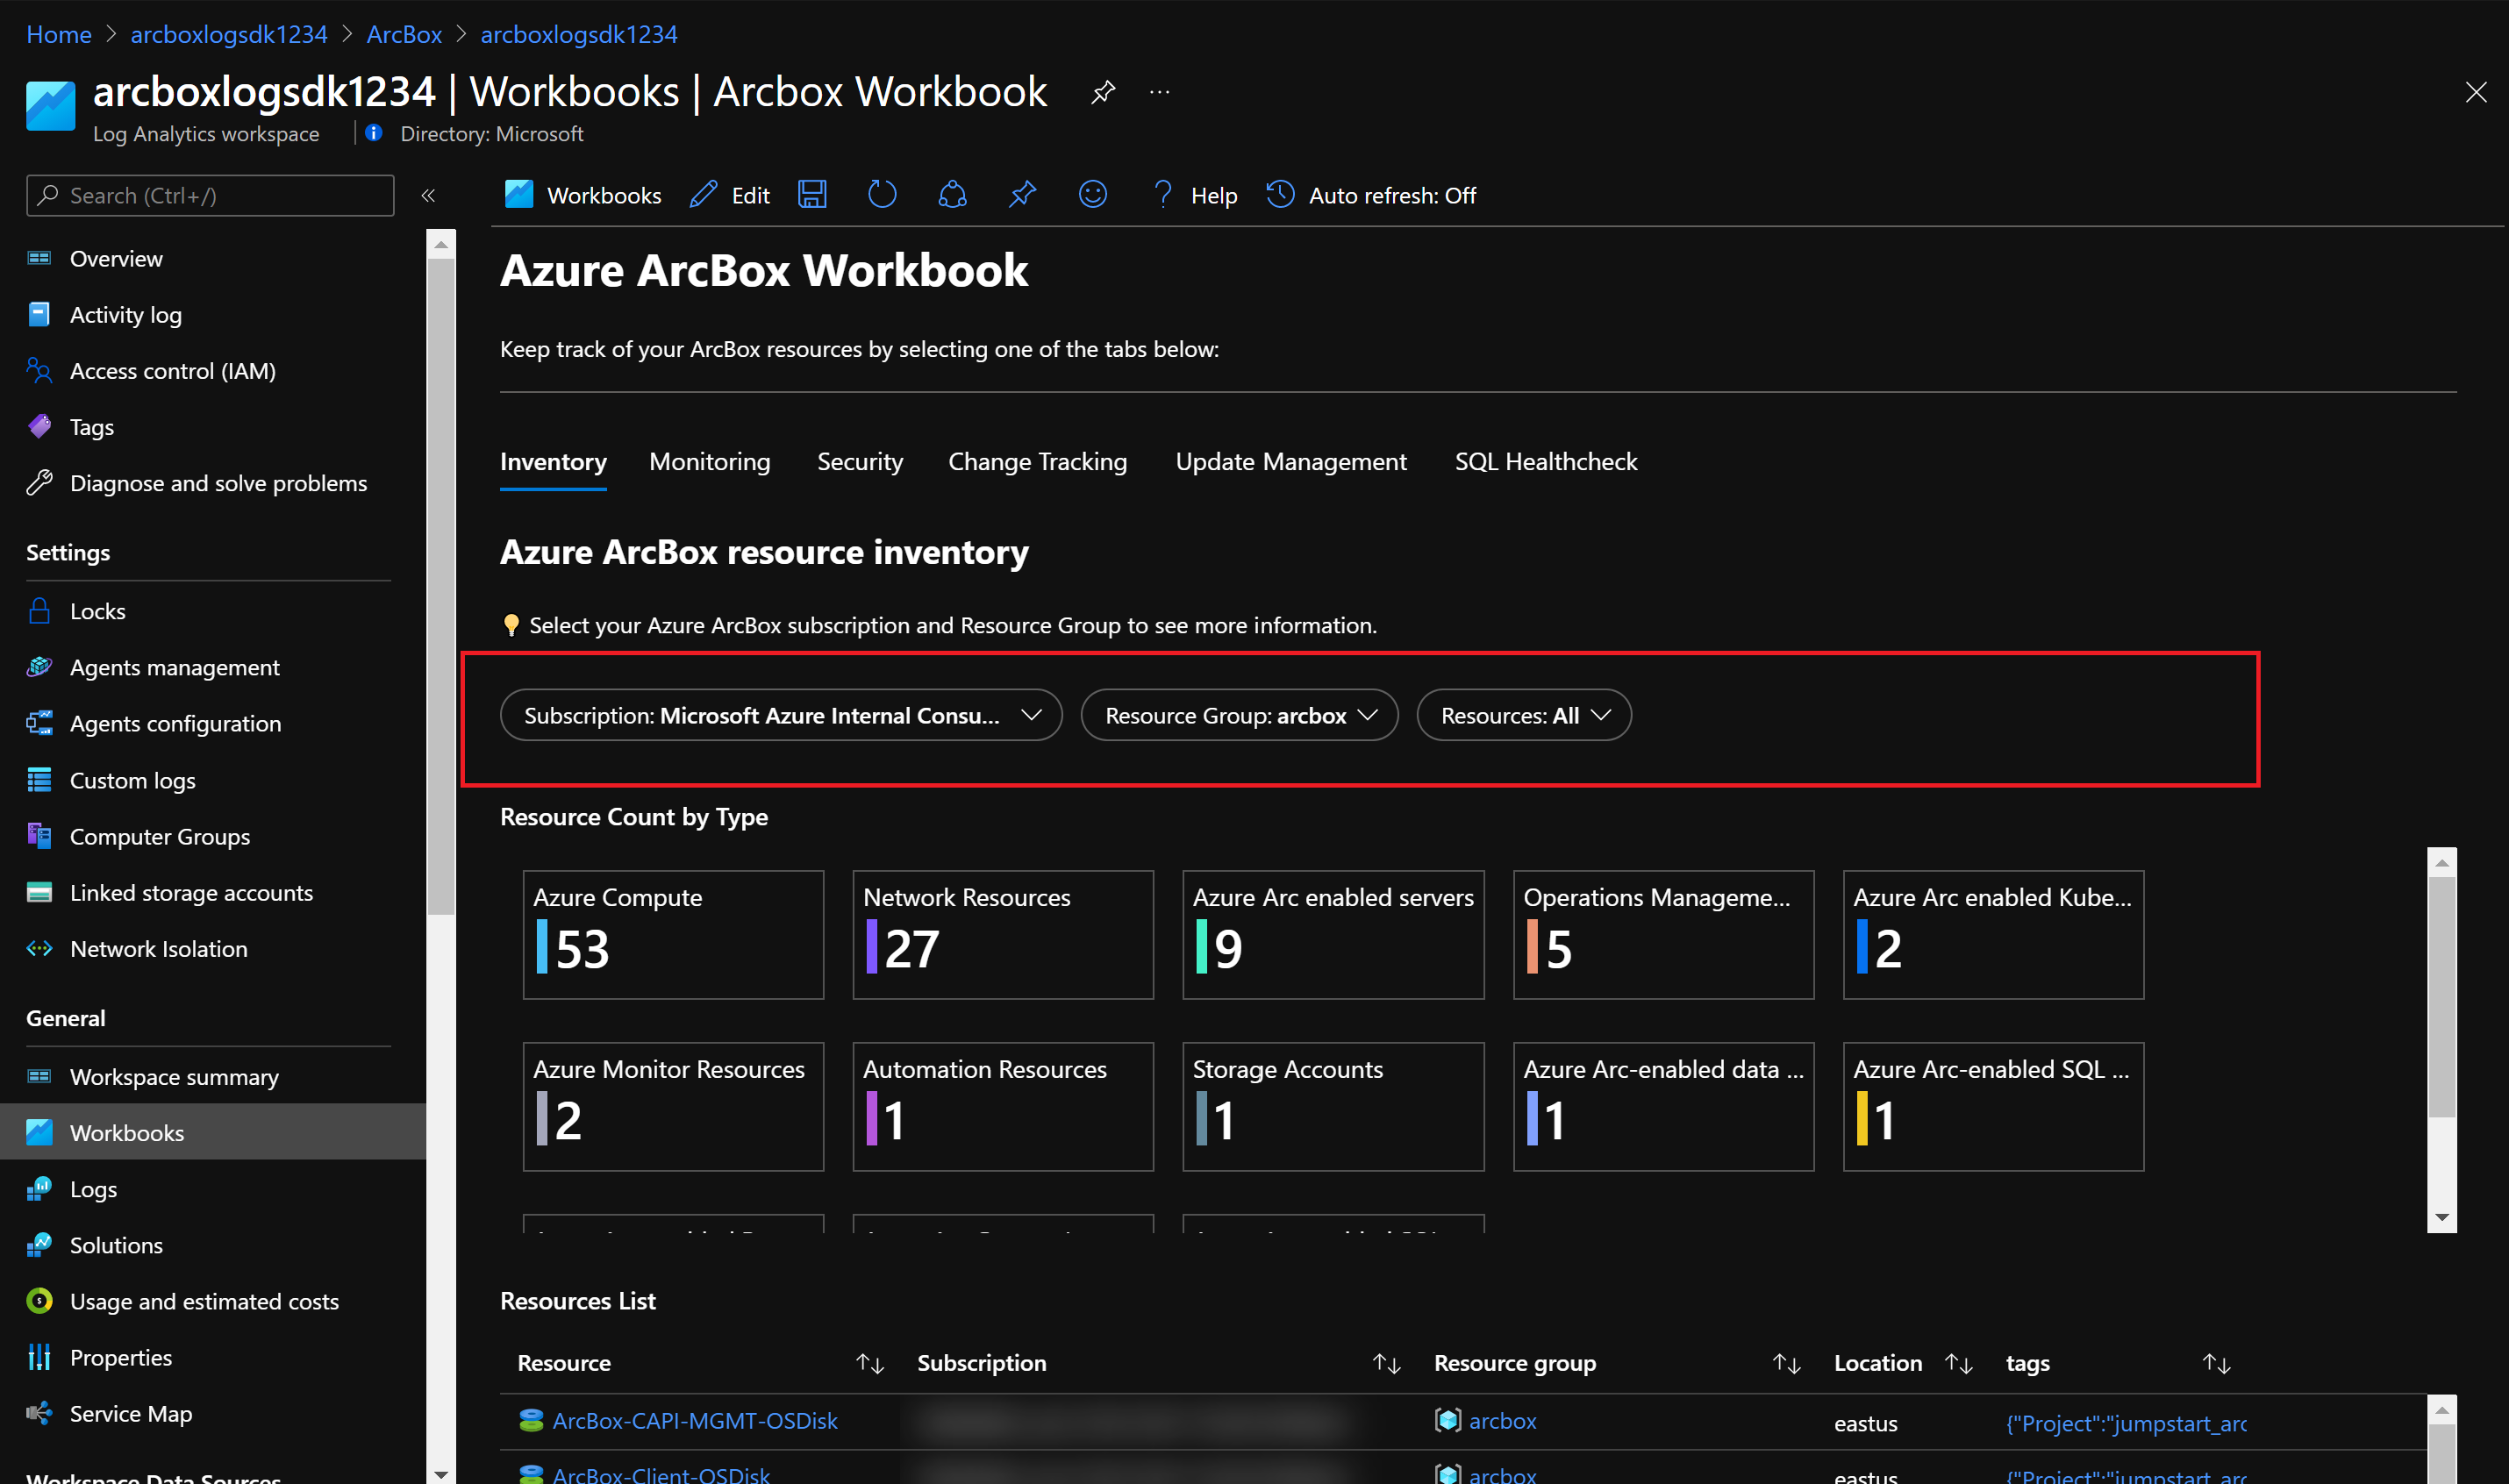 Home > arcboxlogsdk1234 > ArcBox > arcboxlogsdk1234
arcboxlogsdk1234 | Workbooks | Arcbox Workbook ...
Log Analytics workspace | Directory: Microsoft
Search (Ctrl+/) «
Workbooks Edit Help Auto refresh: Off
Overview
Activity log
Access control (IAM)
Tags
Diagnose and solve problems
Settings
Locks
Agents management
Agents configuration
Custom logs
Computer Groups
Linked storage accounts
Network Isolation
General
Workspace summary
Workbooks
Logs
Solutions
Usage and estimated costs
Properties
Service Map
Workspace Data Sources
Azure ArcBox Workbook
Keep track of your ArcBox resources by selecting one of the tabs below:
Inventory Monitoring Security Change Tracking Update Management SQL Healthcheck
Azure ArcBox resource inventory
Select your Azure ArcBox subscription and Resource Group to see more information.
Subscription: Microsoft Azure Internal Consu... Resource Group: arcbox Resources: All
Resource Count by Type
Azure Compute
53
Network Resources
27
Azure Arc enabled servers
9
Operations Manageme...
5
Azure Arc enabled Kube...
2
Azure Monitor Resources
2
Automation Resources
1
Storage Accounts
1
Azure Arc-enabled data ...
1
Azure Arc-enabled SQL ...
1
Resources List
Resource Subscription Resource group Location tags
ArcBox-CAPI-MGMT-OSDisk arcbox eastus {"Project":"jumpstart_arc
ArcBox-Client-OSDisk arcbox eastus {"Project":"jumpstart_arc